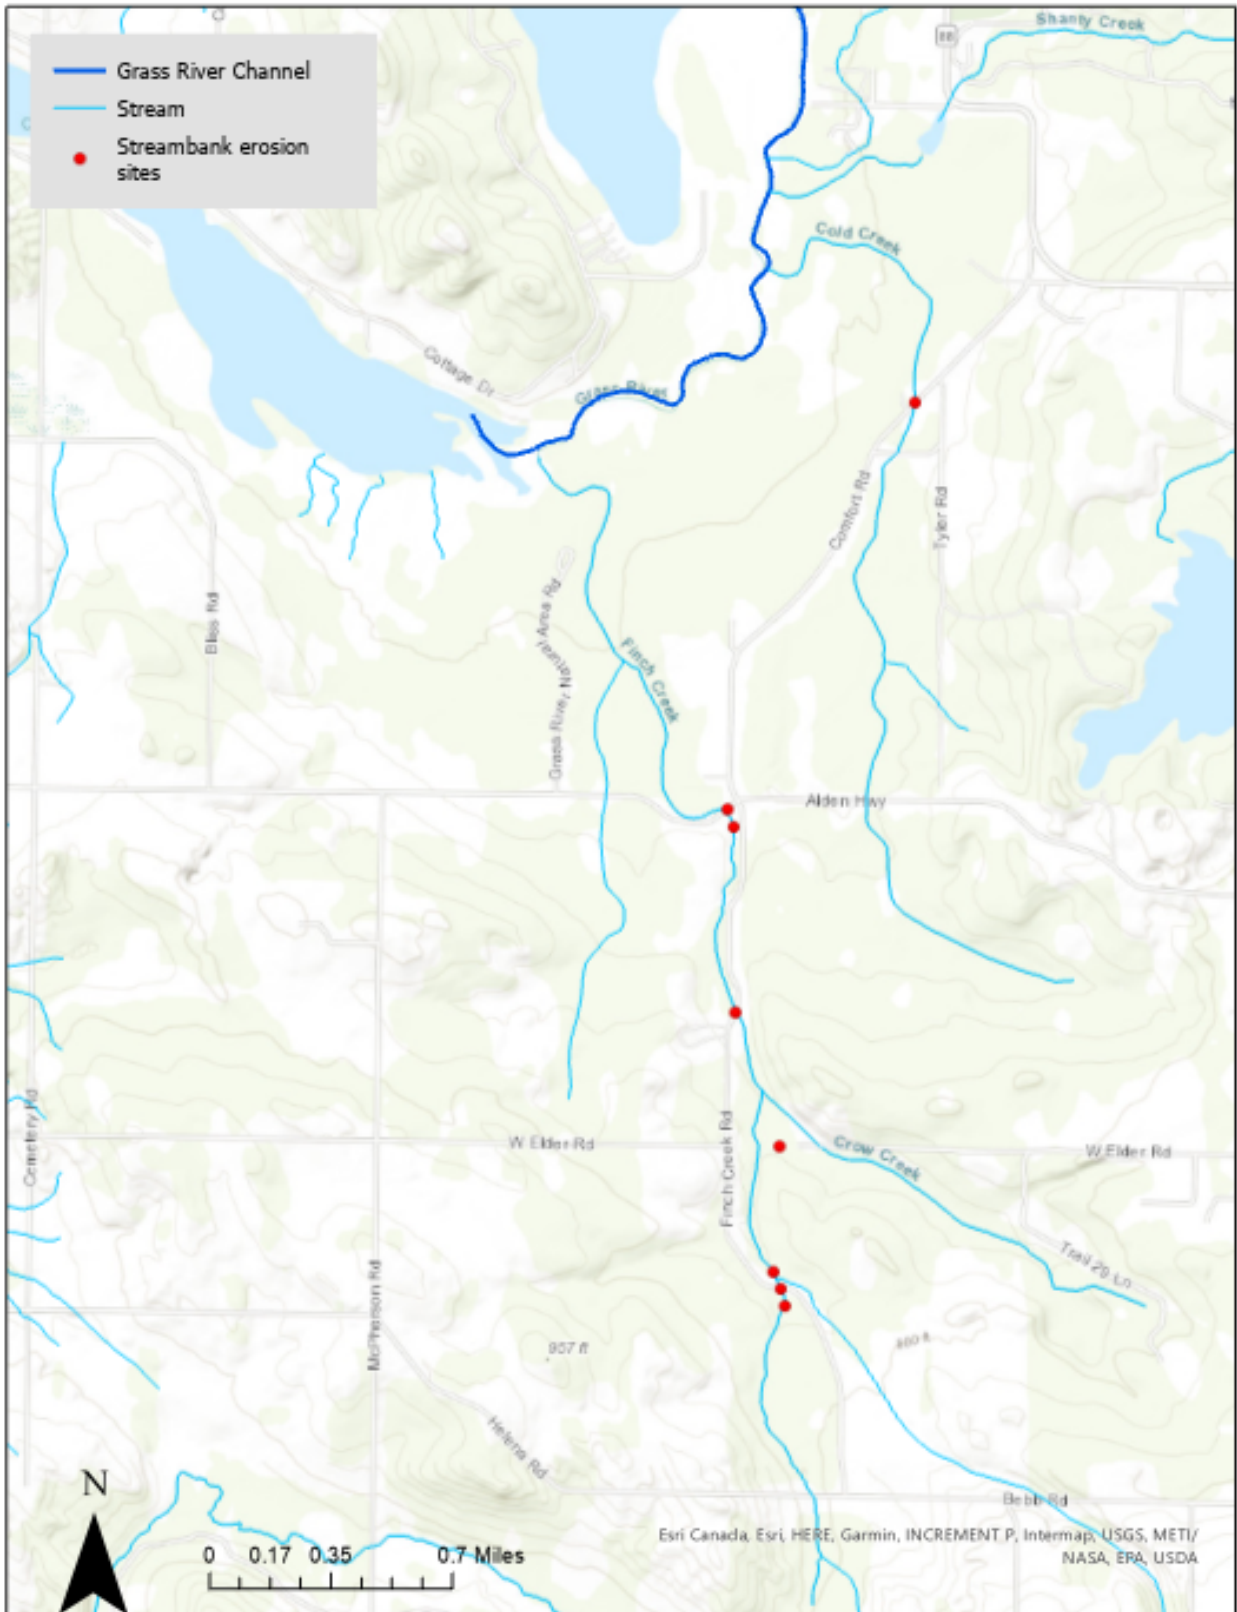 Grass River Channel
Stream
Streambank erosion
sites
Shanty Creek
88
Cold Creek
Cottage Dr
Grass River
Comfort Rd
Tyler Rd
Bliss Rd
Grass River Natural Area Rd
Finch Creek
Alden Hwy
Cemetery Rd
W Elder Rd
Finch Creek Rd
Crow Creek
W Elder Rd
Trail 29 Ln
McPherson Rd
957 ft
Helena Rd
Bebb Rd
N
0 0.17 0.35 0.7 Miles
Esri Canada, Esri, HERE, Garmin, INCREMENT P, Intermap, USGS, METI/
NASA, EPA, USDA